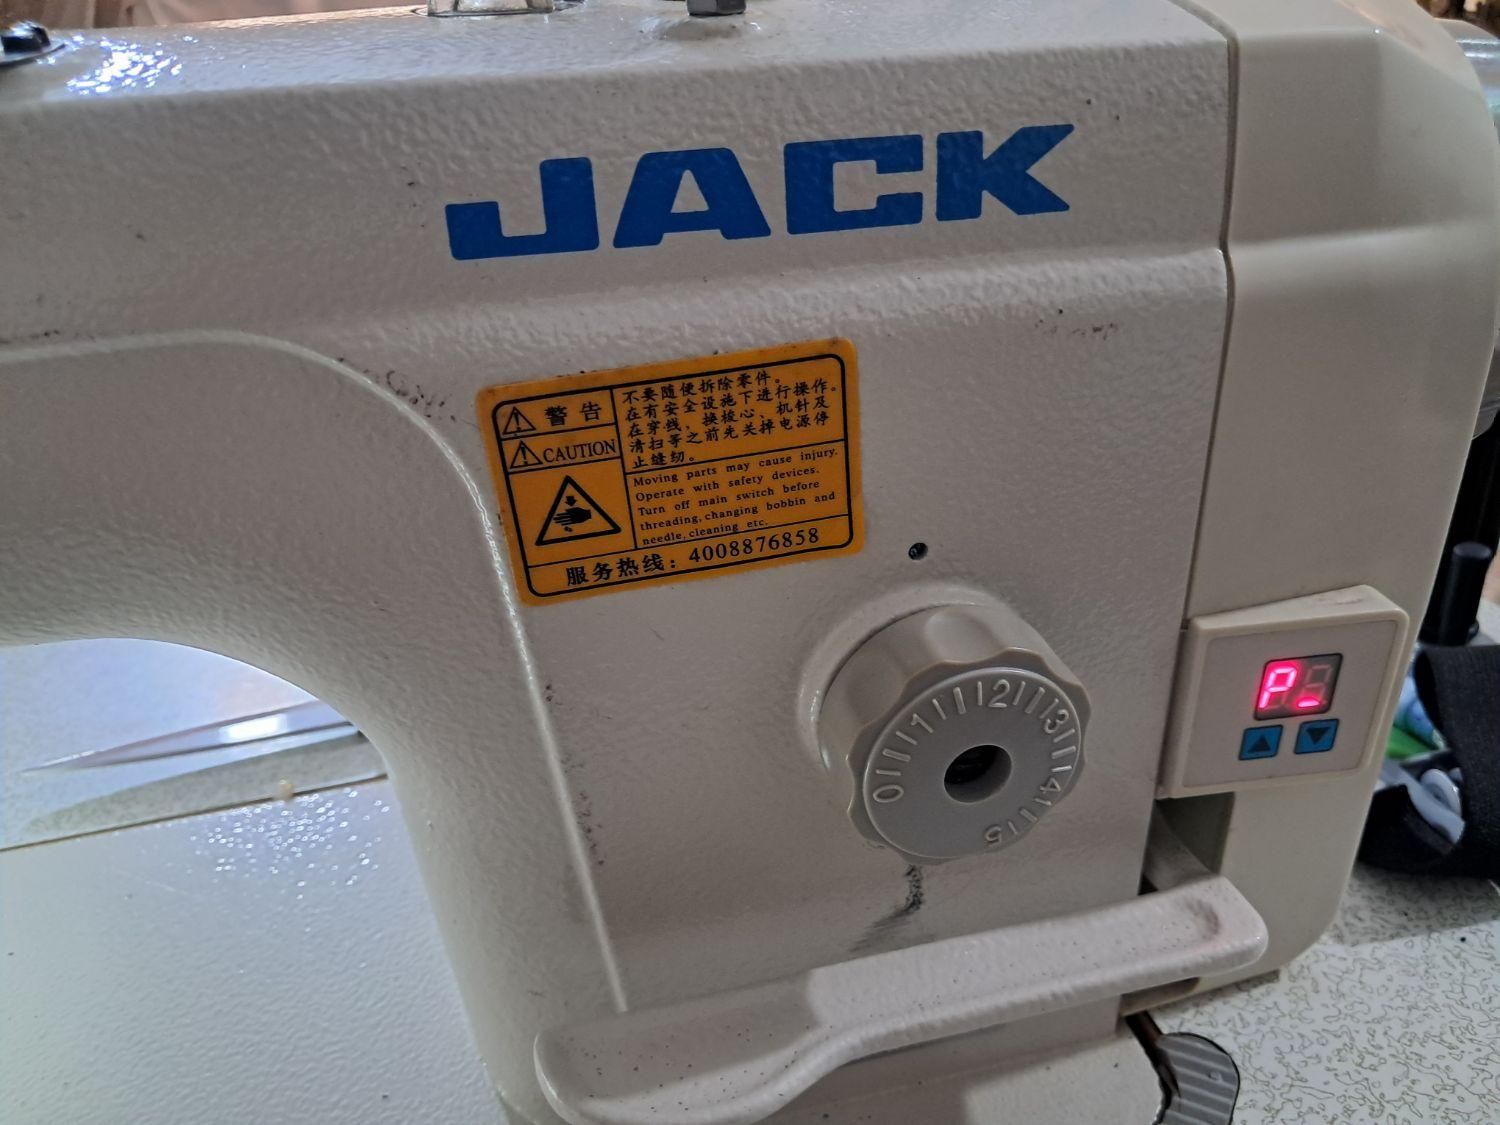 JACK
警告
CAUTION
不要随便拆除零件。
在有安全设施下进行操作。
在穿线、换梭心、机针及
清扫等之前先关掉电源停
止缝纫。
Moving parts may cause injury.
Operate with safety devices.
Turn off main switch before
threading, changing bobbin and
needle, cleaning etc.
服务热线：4008876858
0 1 2 3 4 5
P_